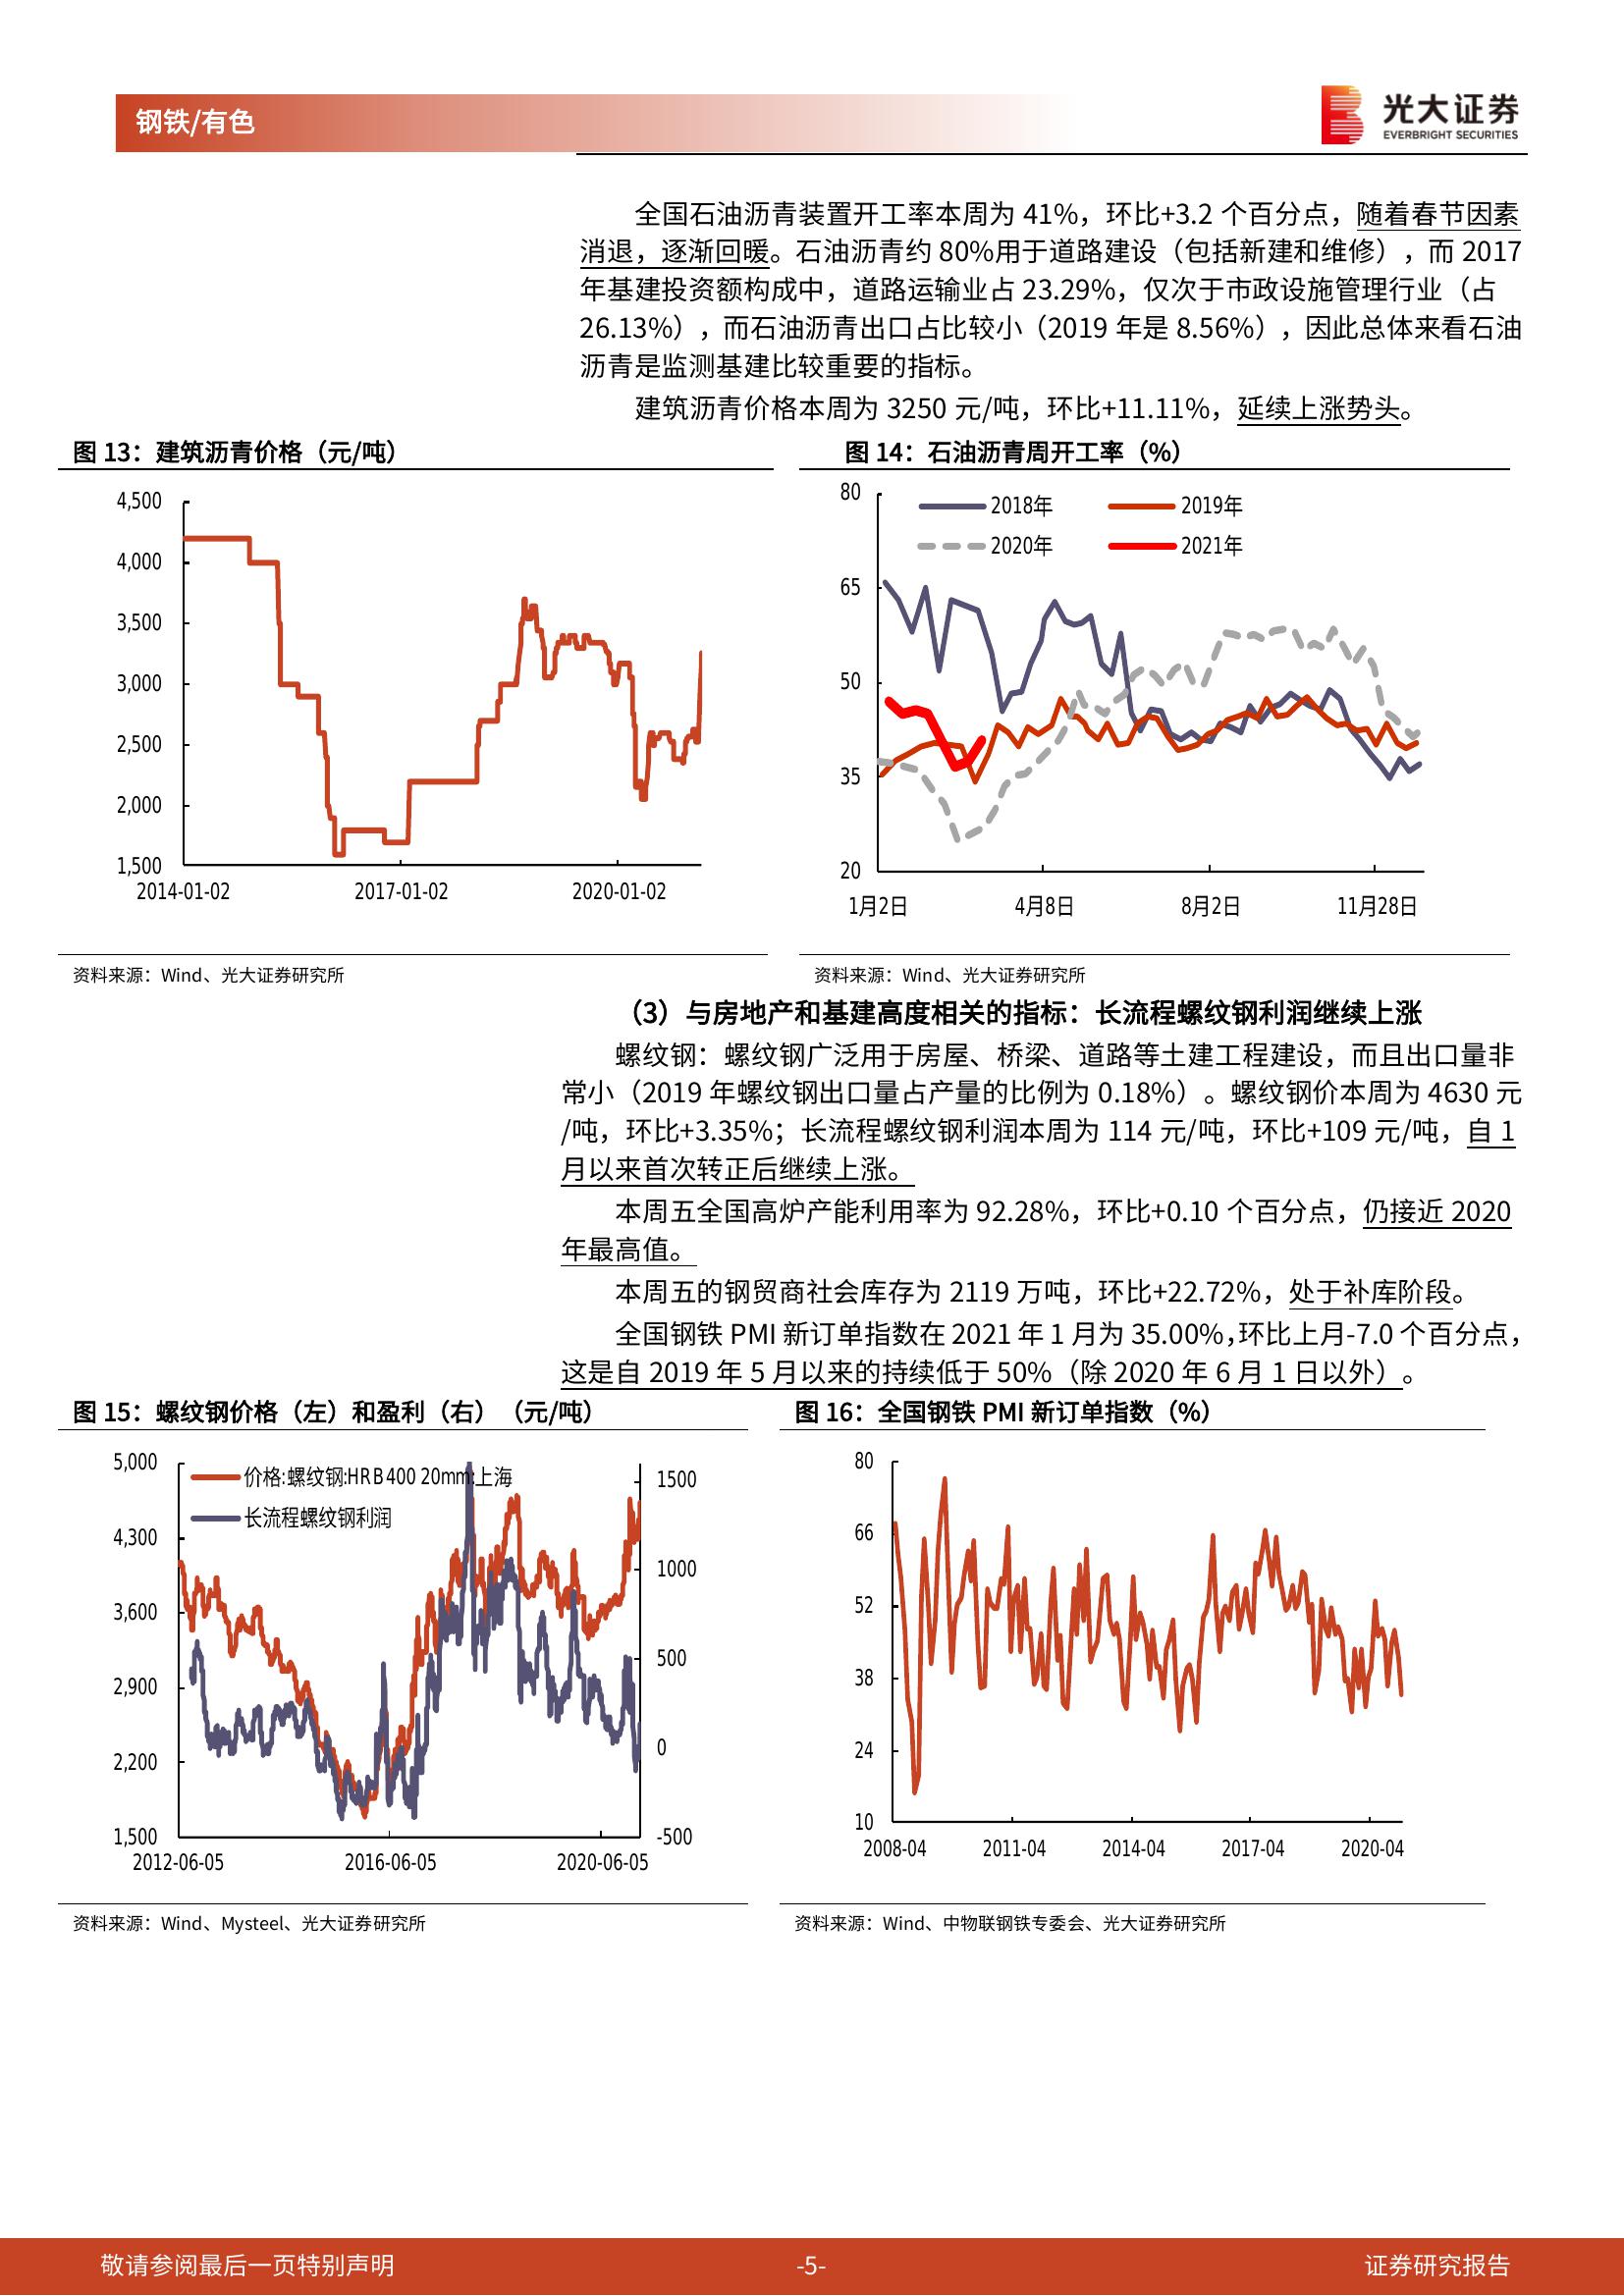 钢铁/有色
光大证券
EVERBRIGHT SECURITIES
全国石油沥青装置开工率本周为 41%，环比+3.2 个百分点，随着春节因素
消退，逐渐回暖。石油沥青约 80%用于道路建设（包括新建和维修），而 2017
年基建投资额构成中，道路运输业占 23.29%，仅次于市政设施管理行业（占
26.13%），而石油沥青出口占比较小（2019 年是 8.56%），因此总体来看石油
沥青是监测基建比较重要的指标。
建筑沥青价格本周为 3250 元/吨，环比+11.11%，延续上涨势头。
图 13：建筑沥青价格（元/吨）
4,500
4,000
3,500
3,000
2,500
2,000
1,500
2014-01-02 2017-01-02 2020-01-02
资料来源：Wind、光大证券研究所
图 14：石油沥青周开工率（%）
2018年 2019年
2020年 2021年
80
65
50
35
20
1月2日 4月8日 8月2日 11月28日
资料来源：Wind、光大证券研究所
（3）与房地产和基建高度相关的指标：长流程螺纹钢利润继续上涨
螺纹钢：螺纹钢广泛用于房屋、桥梁、道路等土建工程建设，而且出口量非
常小（2019 年螺纹钢出口量占产量的比例为 0.18%）。螺纹钢价本周为 4630 元
/吨，环比+3.35%；长流程螺纹钢利润本周为 114 元/吨，环比+109 元/吨，自 1
月以来首次转正后继续上涨。
本周五全国高炉产能利用率为 92.28%，环比+0.10 个百分点，仍接近 2020
年最高值。
本周五的钢贸商社会库存为 2119 万吨，环比+22.72%，处于补库阶段。
全国钢铁 PMI 新订单指数在 2021 年 1 月为 35.00%，环比上月-7.0 个百分点，
这是自 2019 年 5 月以来的持续低于 50%（除 2020 年 6 月 1 日以外）。
图 15：螺纹钢价格（左）和盈利（右）（元/吨）
价格:螺纹钢:HRB400 20mm:上海
长流程螺纹钢利润
5,000
4,300
3,600
2,900
2,200
1,500
1500
1000
500
0
-500
2012-06-05 2016-06-05 2020-06-05
资料来源：Wind、Mysteel、光大证券研究所
图 16：全国钢铁 PMI 新订单指数（%）
80
66
52
38
24
10
2008-04 2011-04 2014-04 2017-04 2020-04
资料来源：Wind、中物联钢铁专委会、光大证券研究所
敬请参阅最后一页特别声明 -5- 证券研究报告